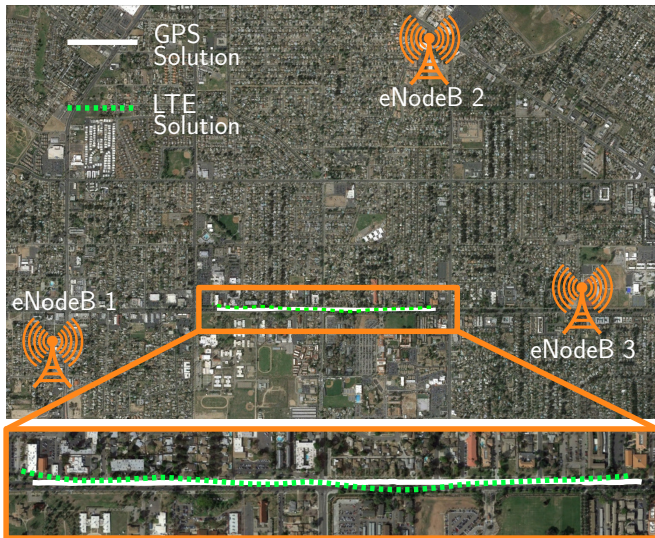 GPS
Solution
LTE
Solution
eNodeB 2
eNodeB 1
eNodeB 3